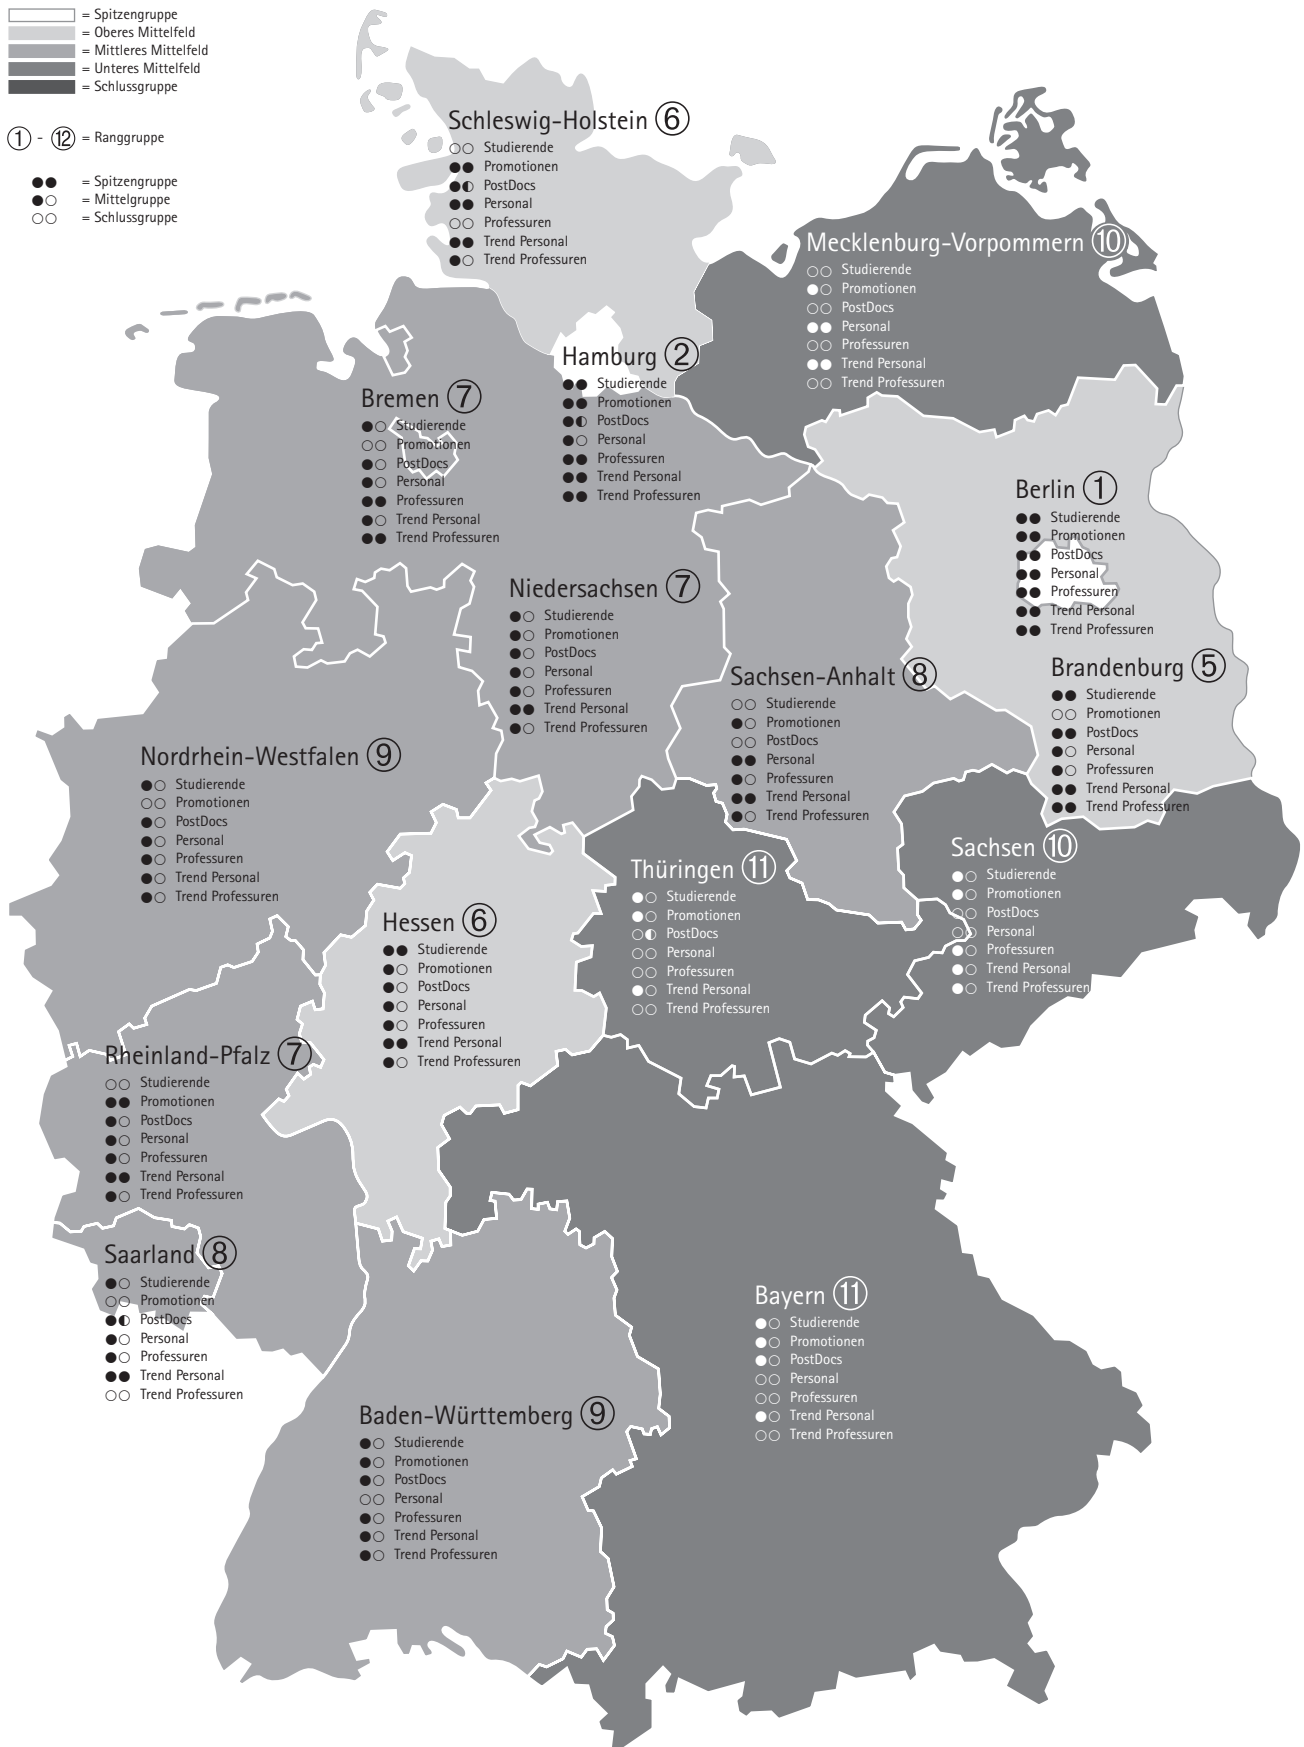 = Spitzengruppe
= Oberes Mittelfeld
= Mittleres Mittelfeld
= Unteres Mittelfeld
= Schlussgruppe
① - ⑫ = Ranggruppe
●● = Spitzengruppe
●○ = Mittelgruppe
○○ = Schlussgruppe
Schleswig-Holstein ⑥
○○ Studierende
●● Promotionen
●◐ PostDocs
●● Personal
○○ Professuren
●● Trend Personal
●○ Trend Professuren
Mecklenburg-Vorpommern ⑩
○○ Studierende
●○ Promotionen
○○ PostDocs
●● Personal
○○ Professuren
●● Trend Personal
○○ Trend Professuren
Hamburg ②
●● Studierende
●● Promotionen
●◐ PostDocs
●○ Personal
●● Professuren
●● Trend Personal
●● Trend Professuren
Bremen ⑦
●○ Studierende
○○ Promotionen
●○ PostDocs
●○ Personal
●● Professuren
●○ Trend Personal
●● Trend Professuren
Berlin ①
●● Studierende
●● Promotionen
●● PostDocs
●● Personal
●● Professuren
●● Trend Personal
●● Trend Professuren
Niedersachsen ⑦
●○ Studierende
●○ Promotionen
●○ PostDocs
●○ Personal
●○ Professuren
●● Trend Personal
●○ Trend Professuren
Brandenburg ⑤
●● Studierende
○○ Promotionen
●● PostDocs
●○ Personal
●○ Professuren
●● Trend Personal
●● Trend Professuren
Sachsen-Anhalt ⑧
○○ Studierende
●○ Promotionen
○○ PostDocs
●● Personal
●○ Professuren
●● Trend Personal
●○ Trend Professuren
Nordrhein-Westfalen ⑨
●○ Studierende
○○ Promotionen
●○ PostDocs
●○ Personal
●○ Professuren
●○ Trend Personal
●○ Trend Professuren
Sachsen ⑩
●○ Studierende
●○ Promotionen
○○ PostDocs
○○ Personal
●○ Professuren
●○ Trend Personal
●○ Trend Professuren
Thüringen ⑪
●○ Studierende
●○ Promotionen
○◐ PostDocs
○○ Personal
○○ Professuren
●○ Trend Personal
○○ Trend Professuren
Hessen ⑥
●● Studierende
●○ Promotionen
●○ PostDocs
●○ Personal
●○ Professuren
●● Trend Personal
●○ Trend Professuren
Rheinland-Pfalz ⑦
○○ Studierende
●● Promotionen
●○ PostDocs
●○ Personal
●○ Professuren
●● Trend Personal
●○ Trend Professuren
Saarland ⑧
●○ Studierende
○○ Promotionen
●◐ PostDocs
●○ Personal
●○ Professuren
●● Trend Personal
○○ Trend Professuren
Bayern ⑪
●○ Studierende
●○ Promotionen
●○ PostDocs
○○ Personal
○○ Professuren
●○ Trend Personal
○○ Trend Professuren
Baden-Württemberg ⑨
●○ Studierende
●○ Promotionen
●○ PostDocs
○○ Personal
●○ Professuren
●○ Trend Personal
●○ Trend Professuren